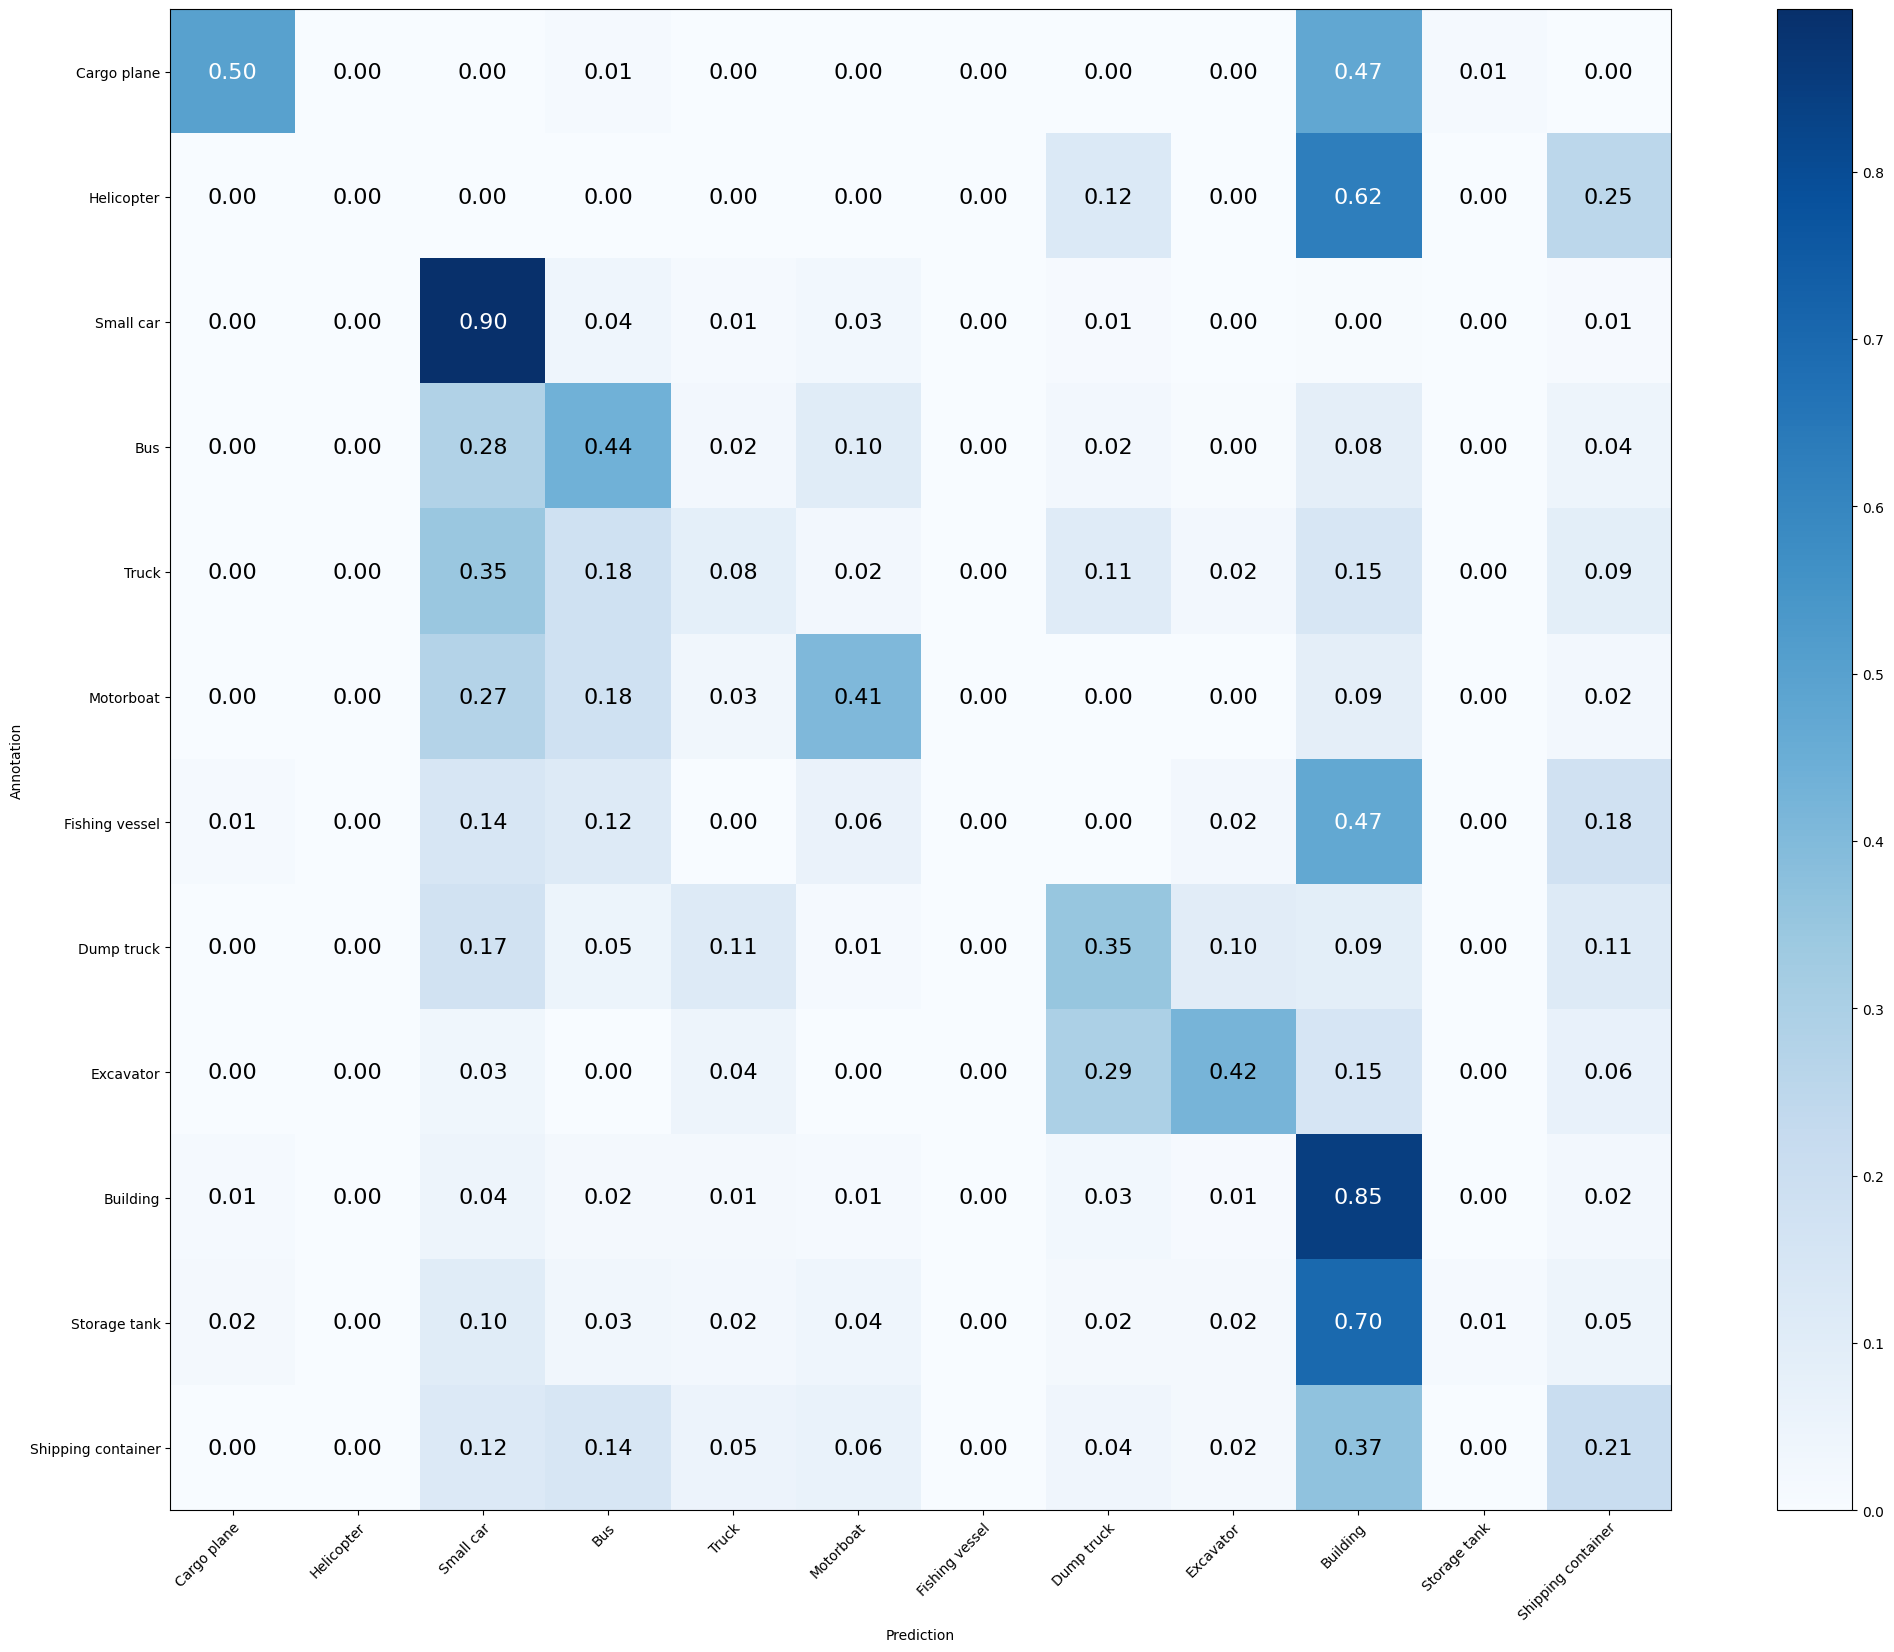 Cargo plane 0.50 0.00 0.00 0.01 0.00 0.00 0.00 0.00 0.00 0.47 0.01 0.00
Helicopter 0.00 0.00 0.00 0.00 0.00 0.00 0.00 0.12 0.00 0.62 0.00 0.25
Small car 0.00 0.00 0.90 0.04 0.01 0.03 0.00 0.01 0.00 0.00 0.00 0.01
Bus 0.00 0.00 0.28 0.44 0.02 0.10 0.00 0.02 0.00 0.08 0.00 0.04
Truck 0.00 0.00 0.35 0.18 0.08 0.02 0.00 0.11 0.02 0.15 0.00 0.09
Motorboat 0.00 0.00 0.27 0.18 0.03 0.41 0.00 0.00 0.00 0.09 0.00 0.02
Fishing vessel 0.01 0.00 0.14 0.12 0.00 0.06 0.00 0.00 0.02 0.47 0.00 0.18
Dump truck 0.00 0.00 0.17 0.05 0.11 0.01 0.00 0.35 0.10 0.09 0.00 0.11
Excavator 0.00 0.00 0.03 0.00 0.04 0.00 0.00 0.29 0.42 0.15 0.00 0.06
Building 0.01 0.00 0.04 0.02 0.01 0.01 0.00 0.03 0.01 0.85 0.00 0.02
Storage tank 0.02 0.00 0.10 0.03 0.02 0.04 0.00 0.02 0.02 0.70 0.01 0.05
Shipping container 0.00 0.00 0.12 0.14 0.05 0.06 0.00 0.04 0.02 0.37 0.00 0.21
Annotation
Cargo plane Helicopter Small car Bus Truck Motorboat Fishing vessel Dump truck Excavator Building Storage tank Shipping container
Prediction
0.8
0.7
0.6
0.5
0.4
0.3
0.2
0.1
0.0